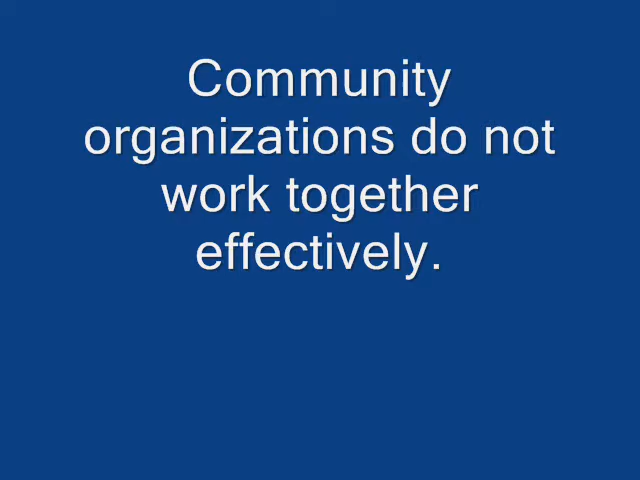 Community
organizations do not
work together
effectively.